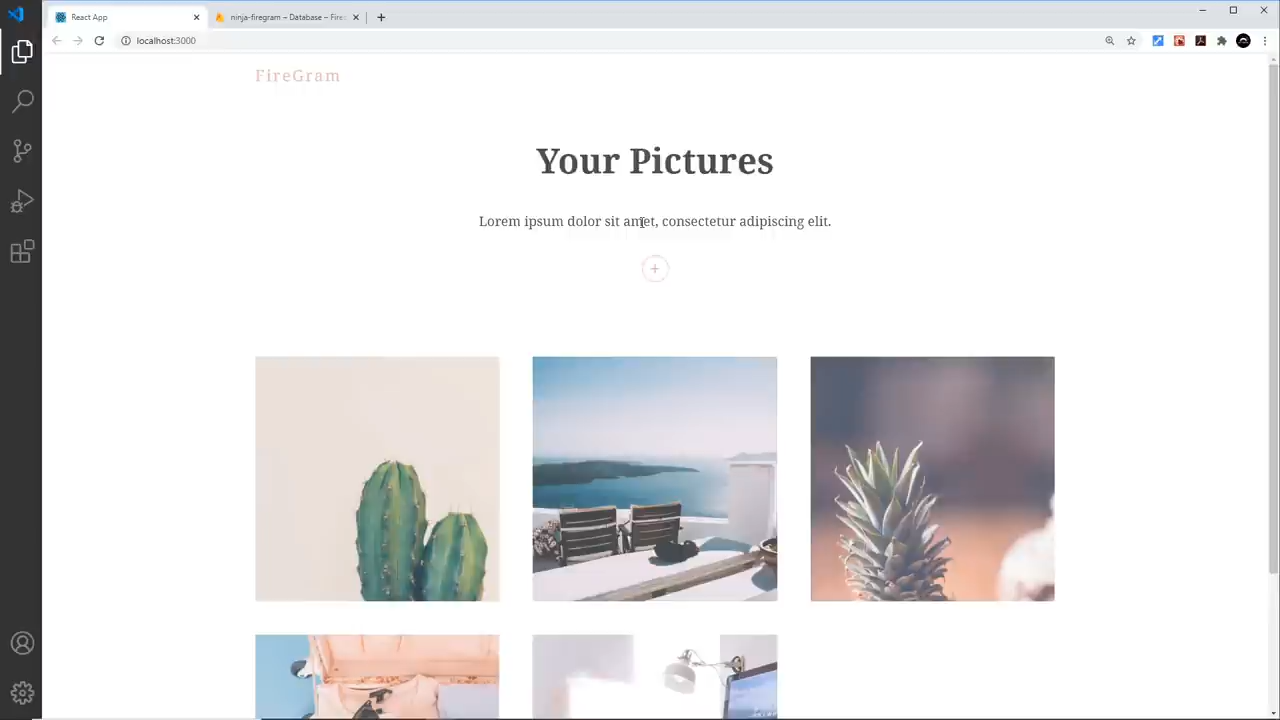 React App
ninja-firegram – Database – Fire
localhost:3000
FireGram
Your Pictures
Lorem ipsum dolor sit amet, consectetur adipiscing elit.
+